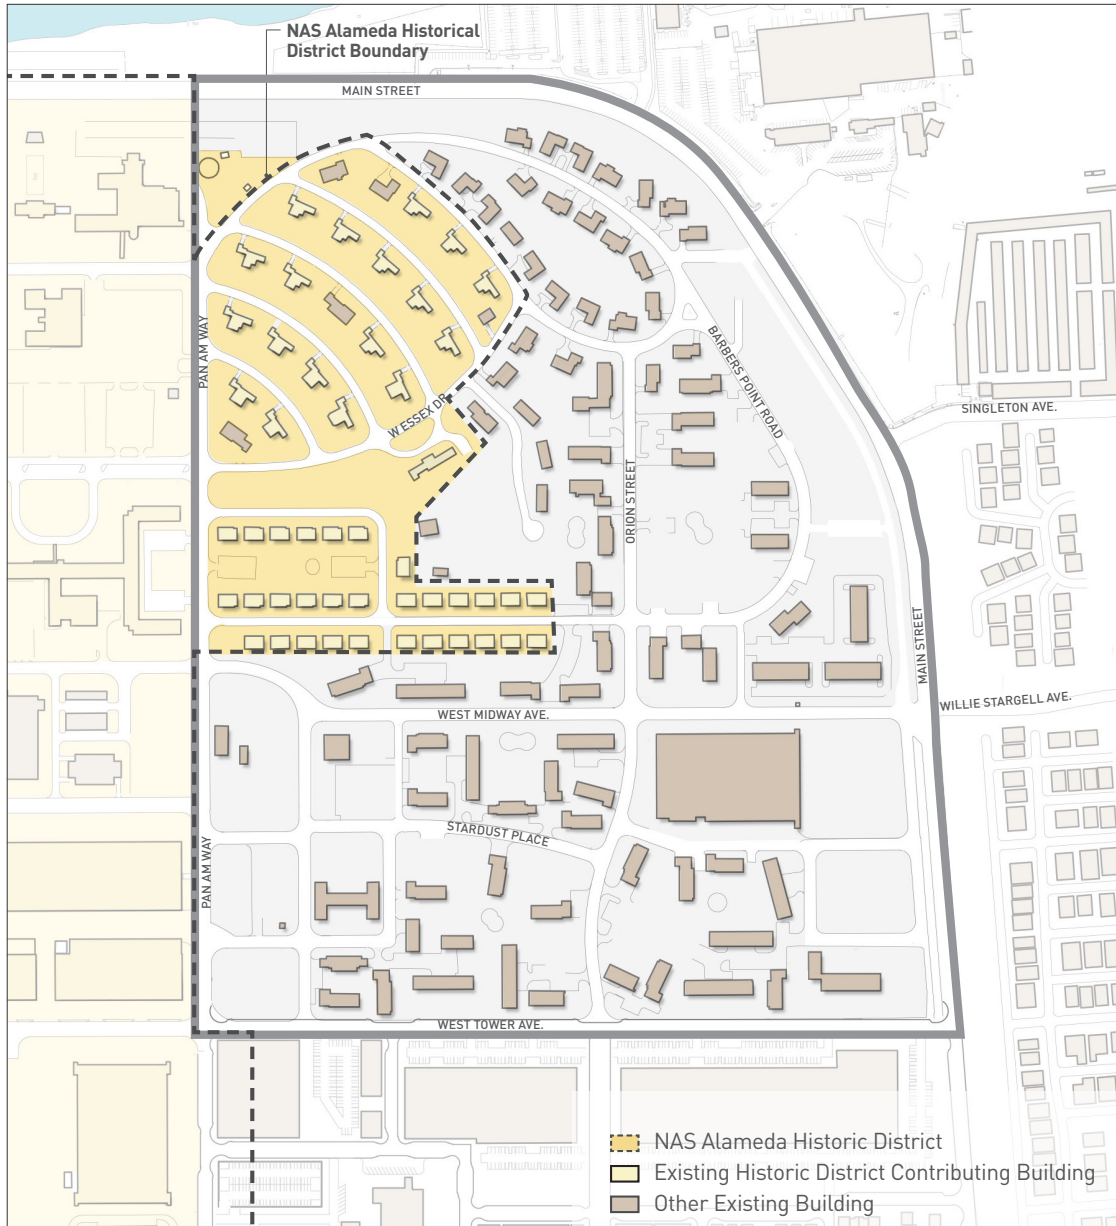 NAS Alameda Historical
District Boundary
MAIN STREET
PAN AM WAY
BARBERS POINT ROAD
SINGLETON AVE.
W ESSEX DR
ORION STREET
MAIN STREET
WILLIE STARGELL AVE.
WEST MIDWAY AVE.
STARDUST PLACE
PAN AM WAY
WEST TOWER AVE.
NAS Alameda Historic District
Existing Historic District Contributing Building
Other Existing Building